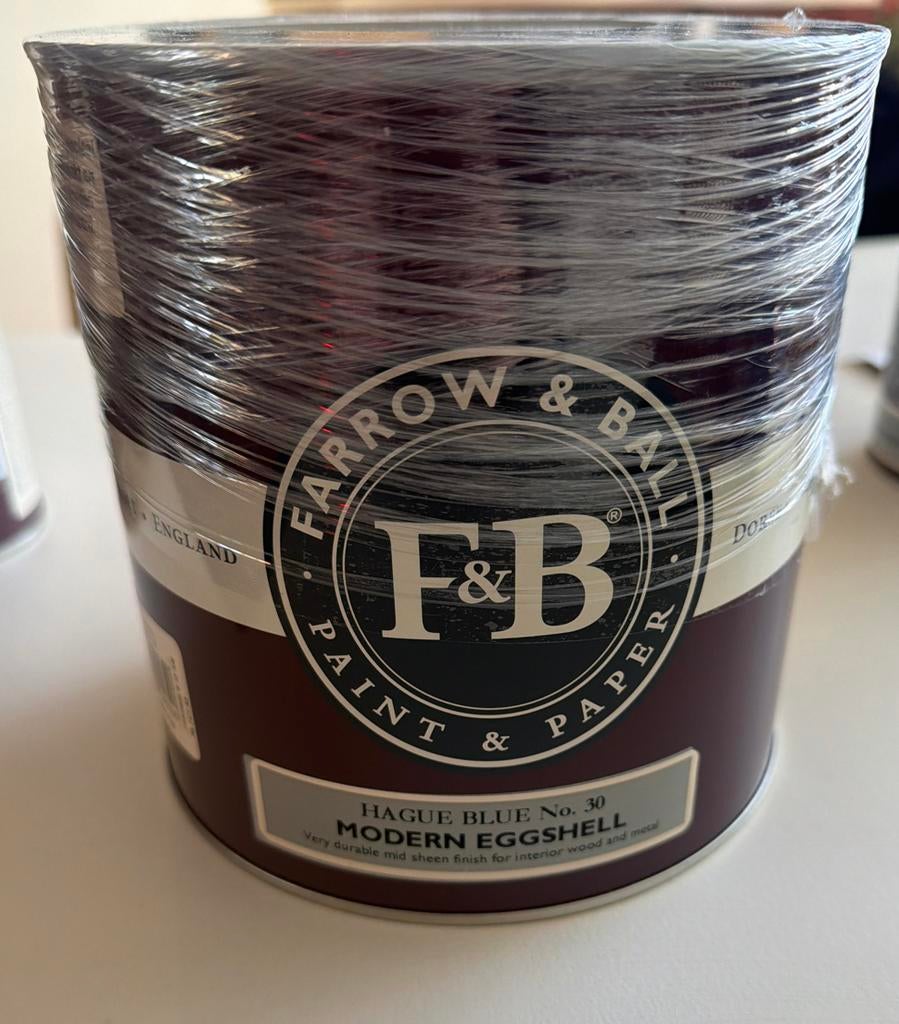 FARROW & BALL
F&B®
ENGLAND
PAINT & PAPER
HAGUE BLUE No. 30
MODERN EGGSHELL
Very durable mid sheen finish for interior wood and metal